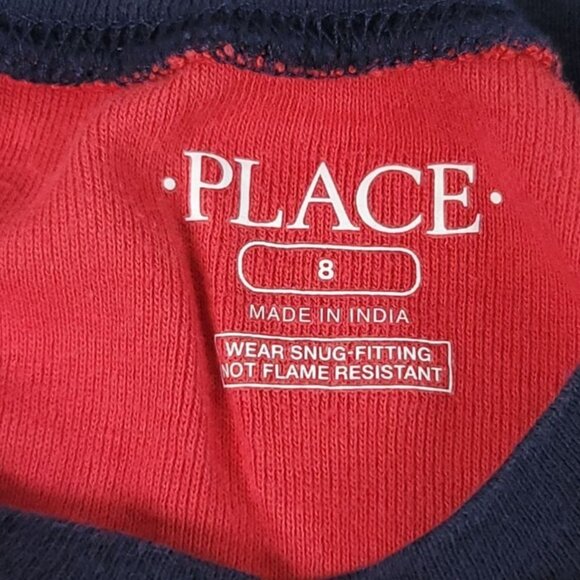 ·PLACE·
8
MADE IN INDIA
WEAR SNUG-FITTING
NOT FLAME RESISTANT